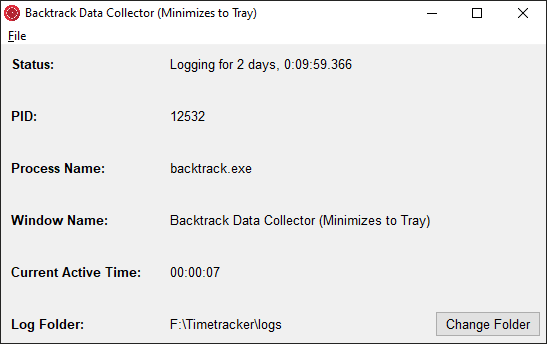 Backtrack Data Collector (Minimizes to Tray)
File
Status: Logging for 2 days, 0:09:59.366
PID: 12532
Process Name: backtrack.exe
Window Name: Backtrack Data Collector (Minimizes to Tray)
Current Active Time: 00:00:07
Log Folder: F:\Timetracker\logs Change Folder